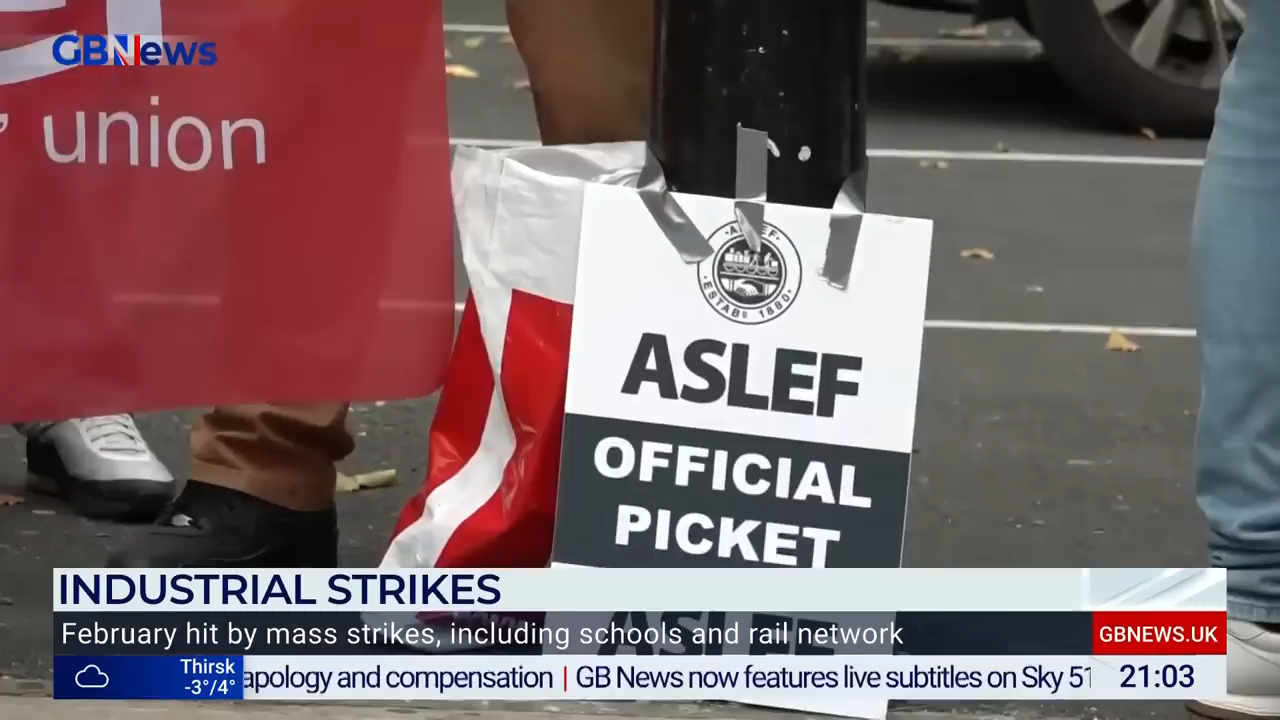 GBNews
' union
ASLEF
ESTABD 1880
ASLEF
OFFICIAL
PICKET
INDUSTRIAL STRIKES
February hit by mass strikes, including schools and rail network
GBNEWS.UK
ASLEF
Thirsk
-3°/4°
apology and compensation | GB News now features live subtitles on Sky 51
21:03